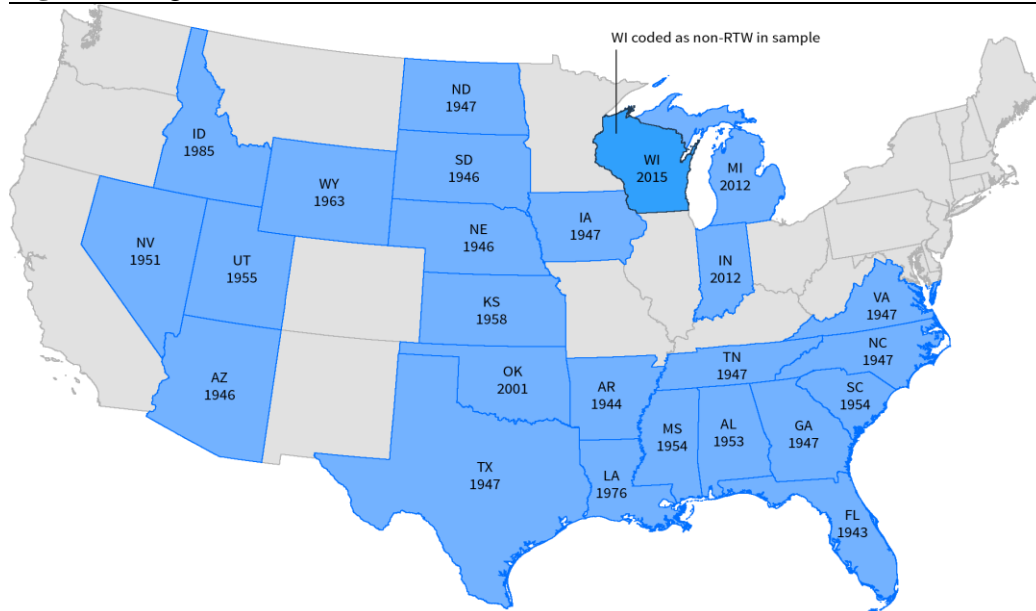 WI coded as non-RTW in sample
ND
1947
ID
1985
SD
1946
WI
2015
MI
2012
WY
1963
IA
1947
NE
1946
NV
1951
UT
1955
IN
2012
KS
1958
VA
1947
NC
1947
TN
1947
AZ
1946
OK
2001
AR
1944
SC
1954
MS
1954
AL
1953
GA
1947
TX
1947
LA
1976
FL
1943